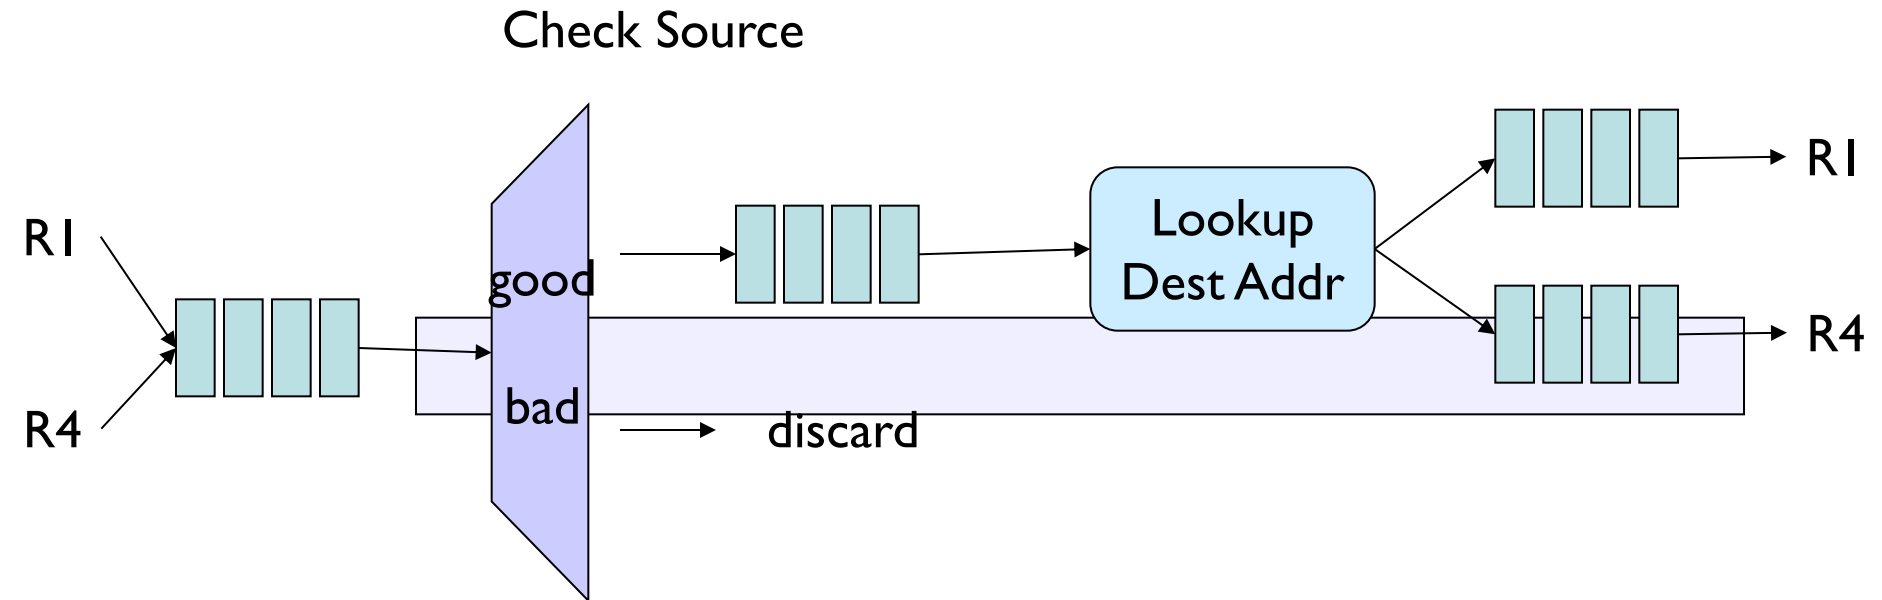 Check Source
R1
R4
good
bad
discard
Lookup
Dest Addr
R1
R4